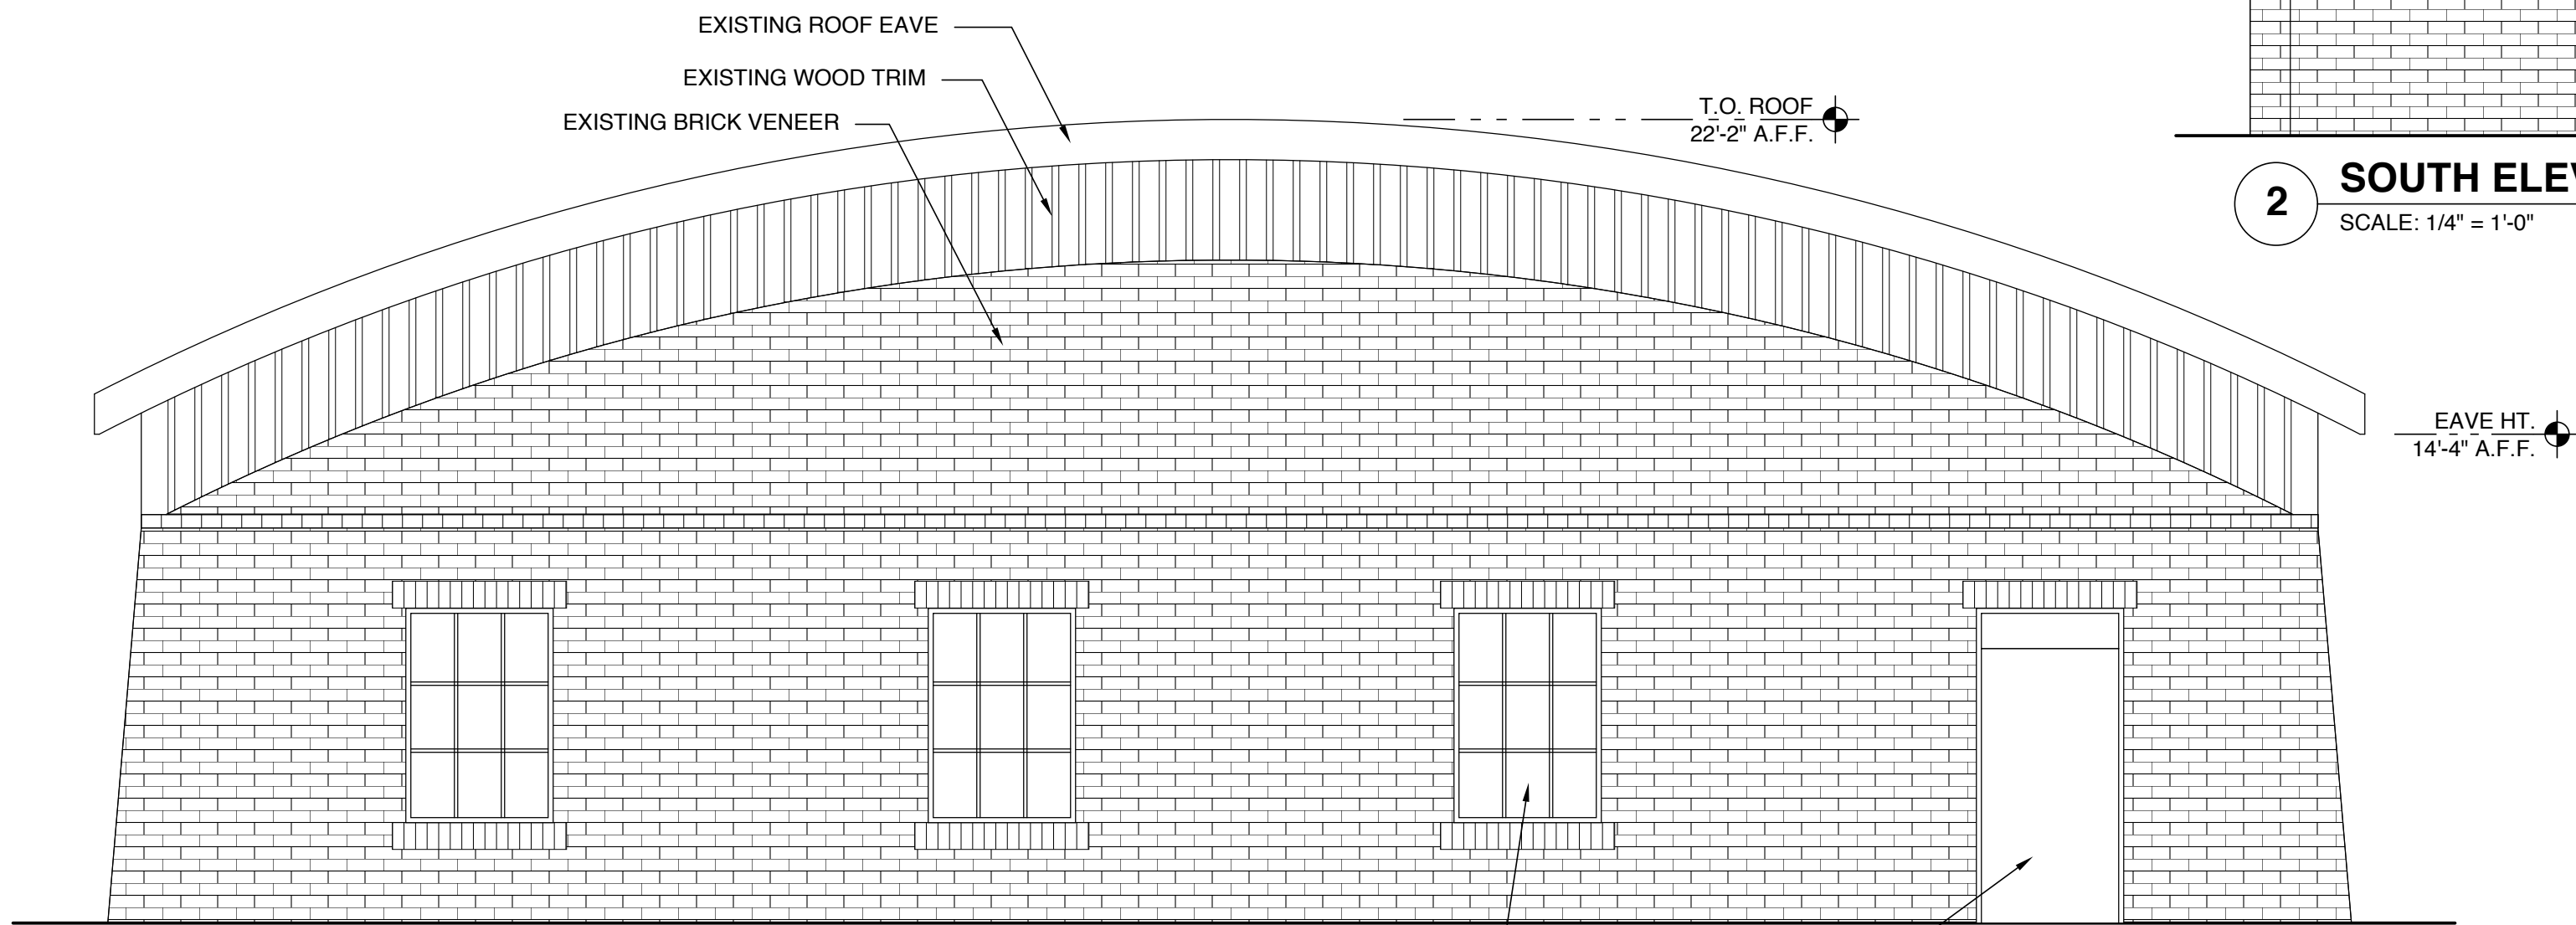 EXISTING ROOF EAVE
EXISTING WOOD TRIM
EXISTING BRICK VENEER
T.O. ROOF
22'-2" A.F.F.
2
SOUTH
SCALE: 1/4" = 1'-0"
EAVE HT.
14'-4" A.F.F.